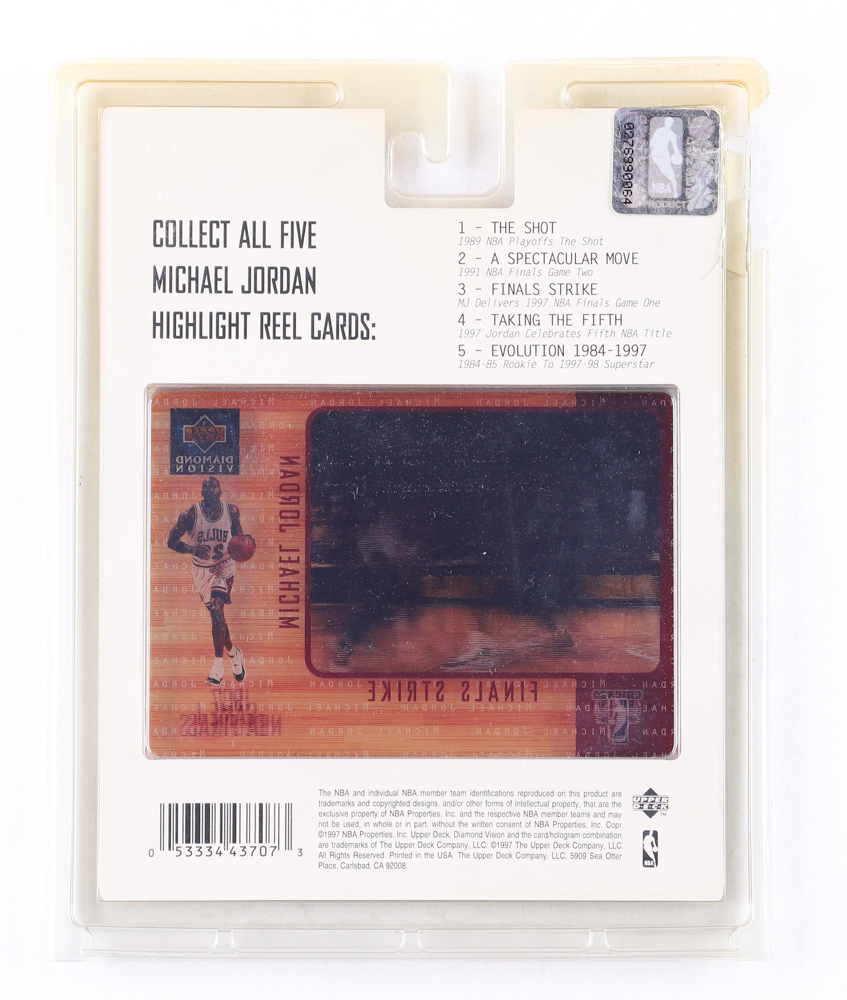 COLLECT ALL FIVE
MICHAEL JORDAN
HIGHLIGHT REEL CARDS:
1 - THE SHOT
1989 NBA Playoffs The Shot
2 - A SPECTACULAR MOVE
1991 NBA Finals Game Two
3 - FINALS STRIKE
MJ Delivers 1997 NBA Finals Game One
4 - TAKING THE FIFTH
1997 Jordan Celebrates Fifth NBA Title
5 - EVOLUTION 1984-1997
1984-85 Rookie To 1997-98 Superstar
0276990064
NBA
PRODUCT
DIAMOND
VISION
MICHAEL JORDAN
BULLS
23
FINALS STRIKE
The NBA and individual NBA member team identifications reproduced on this product are
trademarks and copyrighted designs. and/or other forms of intellectual property, that are the
exclusive property of NBA Properties, Inc. and the respective NBA member teams and may
not be used. in whole or in part, without the written consent of NBA Properties, Inc. Copr.
©1997 NBA Properties, Inc. Upper Deck, Diamond Vision and the card/hologram combination
are trademarks of The Upper Deck Company, LLC. ©1997 The Upper Deck Company, LLC.
All Rights Reserved. Printed in the USA. The Upper Deck Company, LLC, 5909 Sea Otter
Place, Carlsbad, CA 92008.
UPPER
DECK
TM
NBA
0 53334 43707 3